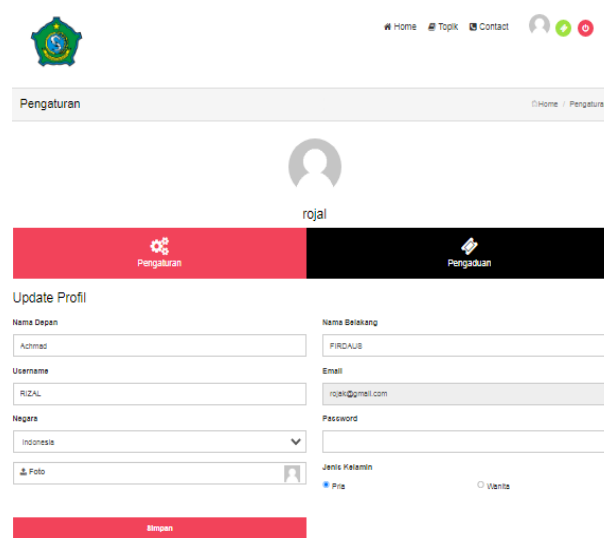 Home Topik Contact
Pengaturan
Home / Pengatura
rojal
Pengaturan
Pengaduan
Update Profil
Nama Depan
Nama Belakang
Achmad
FIRDAUS
Username
Email
RIZAL
rojak@gmail.com
Negara
Password
Indonesia
Foto
Jenis Kelamin
Pria
Wanita
Simpan